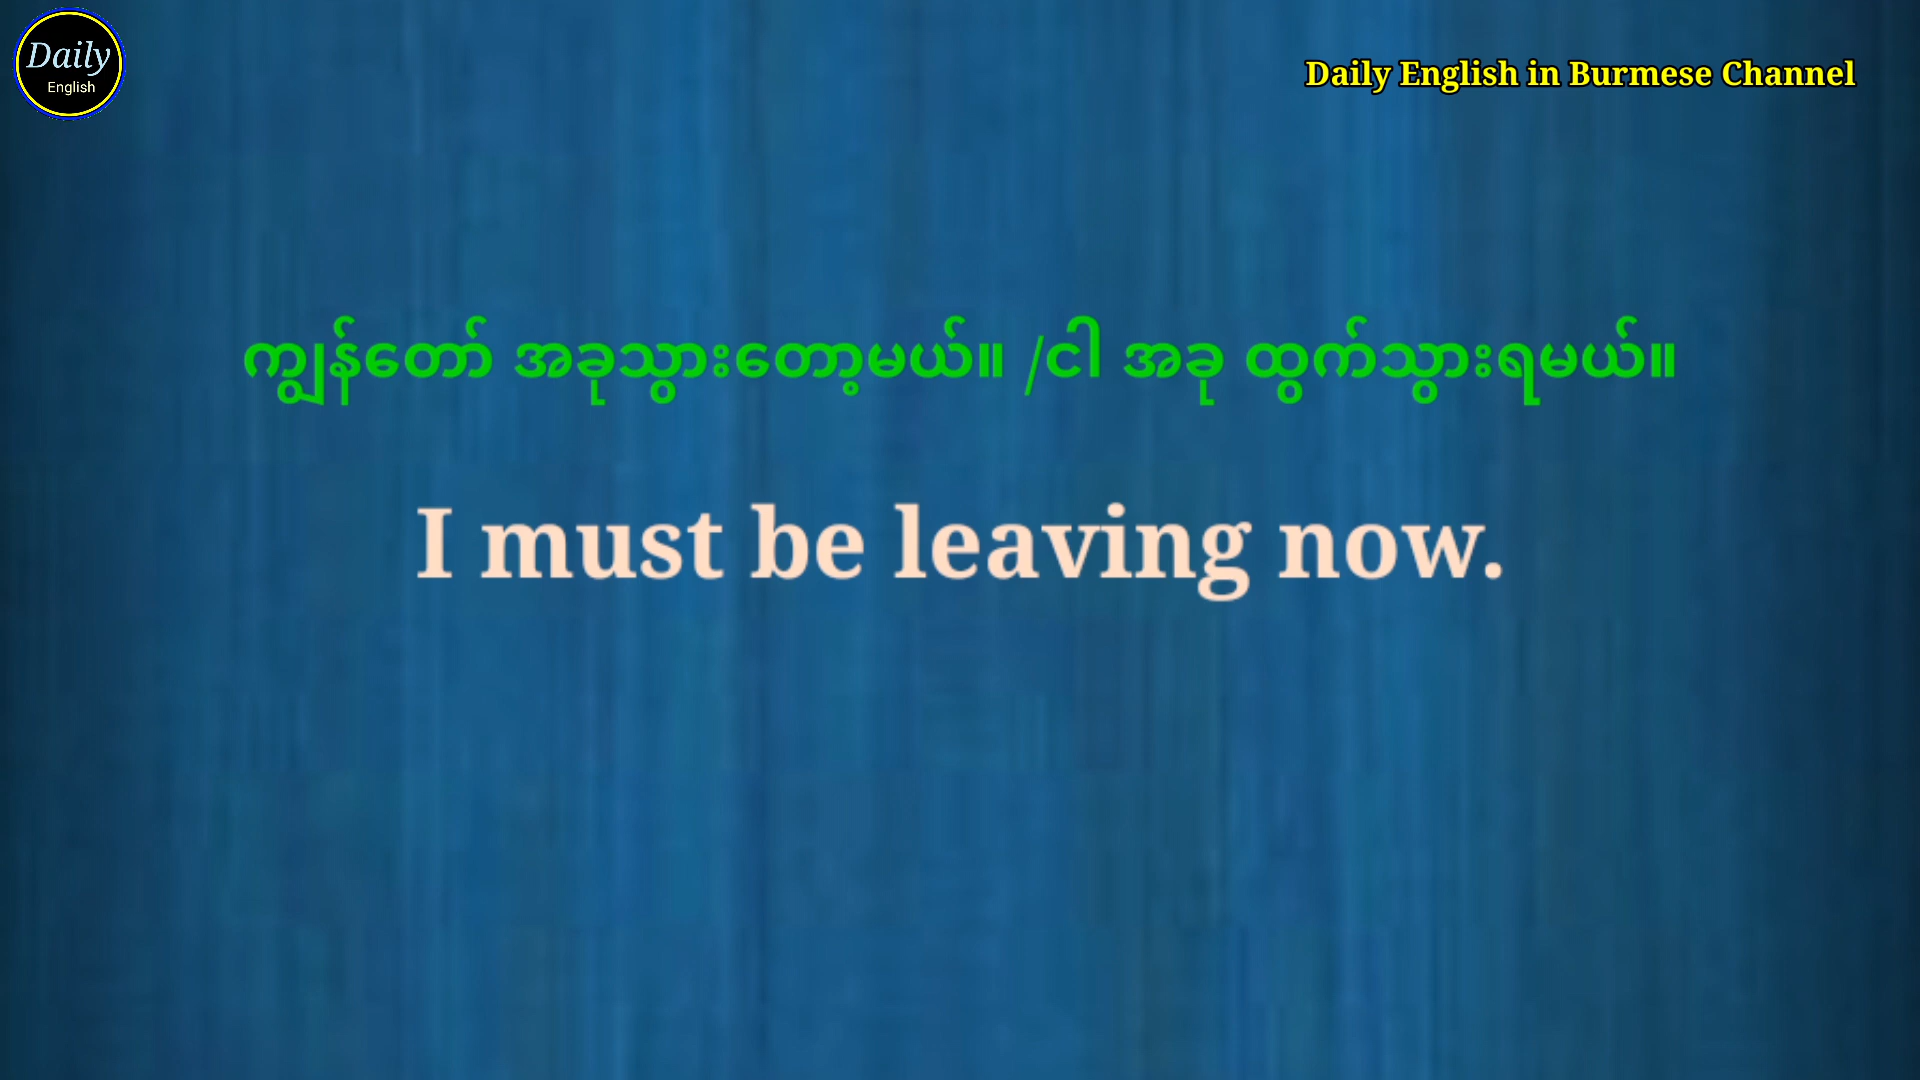 Daily
English
Daily English in Burmese Channel
ကျွန်တော် အခုသွားတော့မယ်။ /ငါ အခု ထွက်သွားရမယ်။
I must be leaving now.